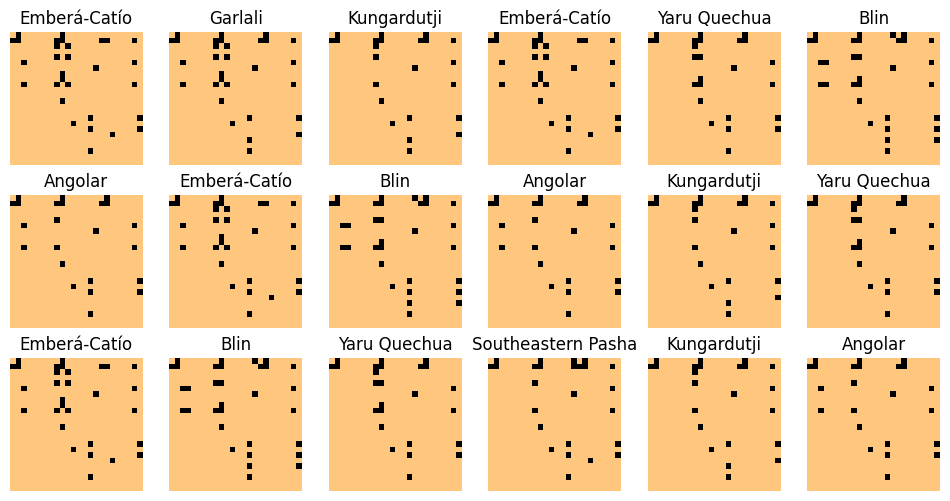 Emberá-Catío Garlali Kungardutji Emberá-Catío Yaru Quechua Blin
Angolar Emberá-Catío Blin Angolar Kungardutji Yaru Quechua
Emberá-Catío Blin Yaru Quechua Southeastern Pasha Kungardutji Angolar